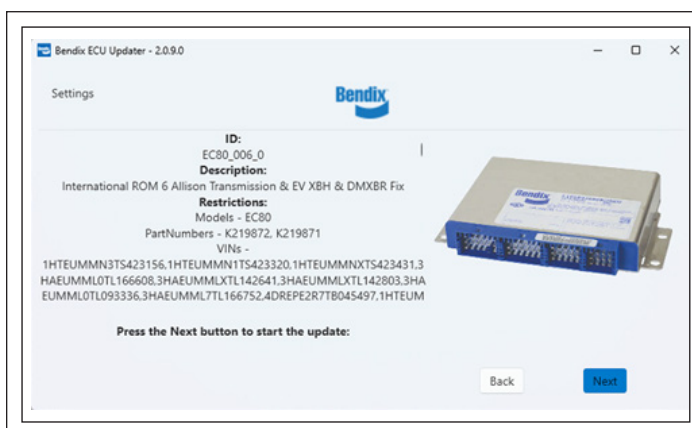 Bendix ECU Updater - 2.0.9.0
Settings
Bendix
ID:
EC80_006_0
Description:
International ROM 6 Allison Transmission & EV XBH & DMXBR Fix
Restrictions:
Models - EC80
PartNumbers - K219872, K219871
VINs -
1HTEUMMN3TS423156,1HTEUMMN1TS423320,1HTEUMMNXTS423431,3
HAEUMML0TL166608,3HAEUMMLXTL142641,3HAEUMMLXTL142803,3HA
EUMML0TL093336,3HAEUMML7TL166752,4DREPE2R7TB045497,1HTEUM
Press the Next button to start the update:
Bendix
Back
Next